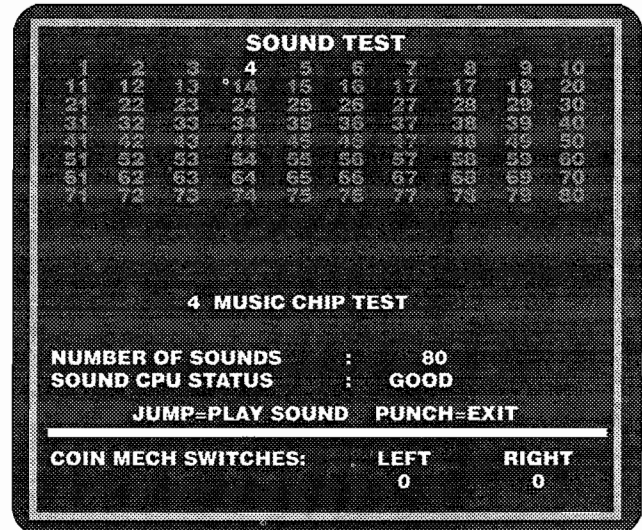 SOUND TEST
1 2 3 4 5 6 7 8 9 10
11 12 13 14 15 16 17 17 19 20
21 22 23 24 25 26 27 28 29 30
31 32 33 34 35 36 37 38 39 40
41 42 43 44 45 46 47 48 49 50
51 52 53 54 55 56 57 58 59 60
61 62 63 64 65 66 67 68 69 70
71 72 73 74 75 76 77 78 79 80
4 MUSIC CHIP TEST
NUMBER OF SOUNDS : 80
SOUND CPU STATUS : GOOD
JUMP=PLAY SOUND PUNCH=EXIT
COIN MECH SWITCHES: LEFT RIGHT
0 0